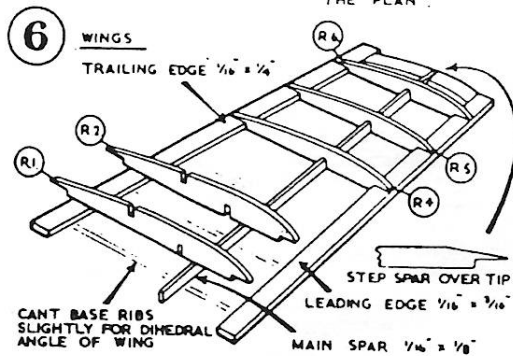 THE PLAN.
6 WINGS
TRAILING EDGE 1/16" x 1/4"
R6
R2
R1
R5
R4
STEP SPAR OVER TIP
LEADING EDGE 1/16" x 3/16"
CANT BASE RIBS
SLIGHTLY FOR DIHEDRAL
ANGLE OF WING
MAIN SPAR 1/16" x 1/8"